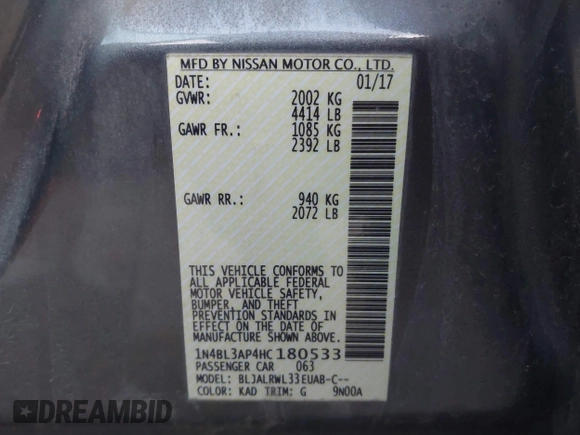 MFD BY NISSAN MOTOR CO., LTD.
DATE: 01/17
GVWR: 2002 KG
4414 LB
GAWR FR.: 1085 KG
2392 LB
GAWR RR.: 940 KG
2072 LB
THIS VEHICLE CONFORMS TO
ALL APPLICABLE FEDERAL
MOTOR VEHICLE SAFETY,
BUMPER, AND THEFT
PREVENTION STANDARDS IN
EFFECT ON THE DATE OF
MANUFACTURE SHOWN ABOVE.
1N4BL3AP4HC180533
PASSENGER CAR 063
MODEL: BLJALRWL33EUAB-C--
COLOR: KAD TRIM: G 9N00A
DREAMBID